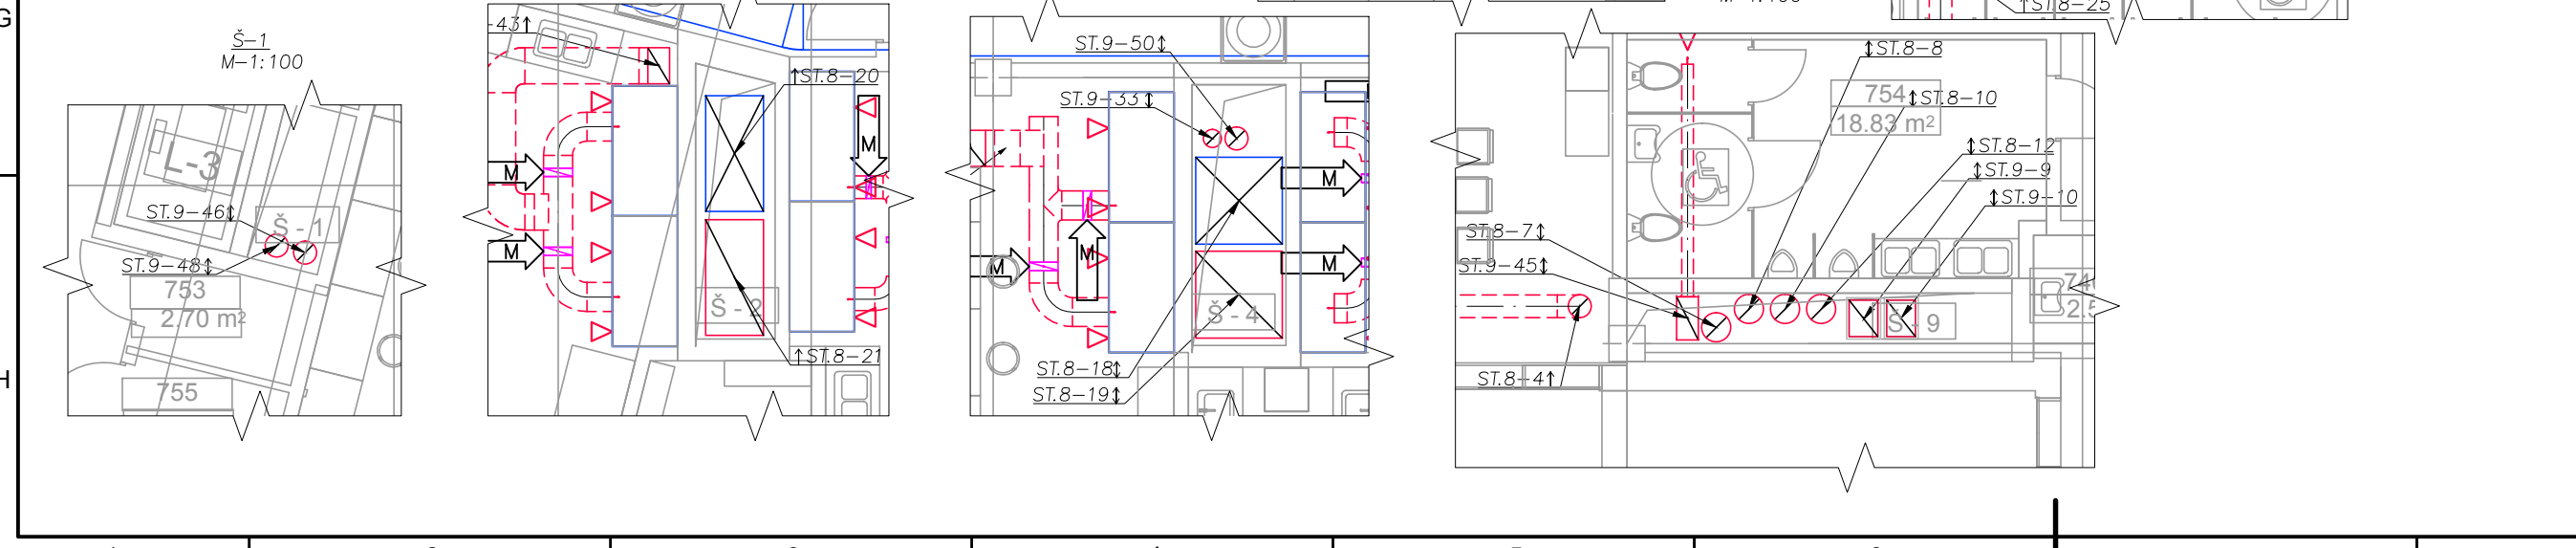 G
H
Š-1
M-1:100
L-3
ST.9-46↕
Š - 1
ST.9-48↕
753
2.70 m²
755
-43↑
↑ST.8-20
M
M
M
Š - 2
↑ST.8-21
ST.9-50↕
ST.9-33↕
M
M
M
M
Š - 4
ST.8-18↕
ST.8-19↕
↑ST.8-25
↕ST.8-8
754
↕ST.8-10
18.83 m²
↕ST.8-12
↕ST.9-9
↕ST.9-10
ST.8-7↕
ST.9-45↕
Š - 9
ST.8-4↑